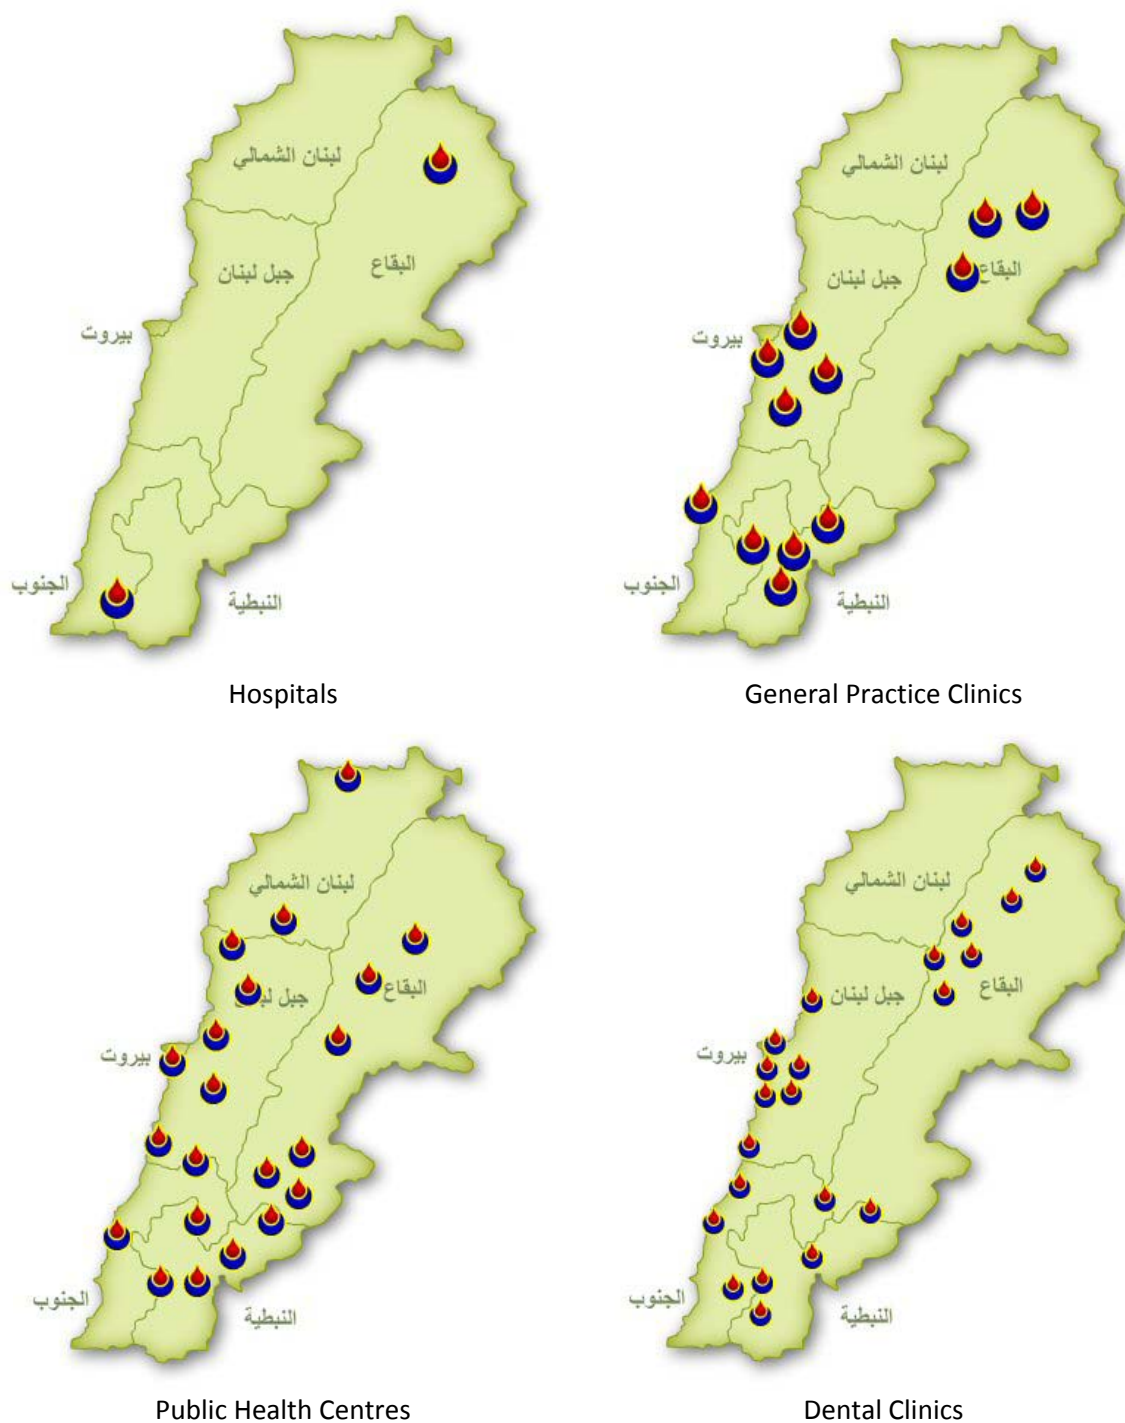 لبنان الشمالي
جبل لبنان
البقاع
بيروت
الجنوب
النبطية
Hospitals
لبنان الشمالي
جبل لبنان
البقاع
بيروت
الجنوب
النبطية
General Practice Clinics
لبنان الشمالي
جبل لبنان
البقاع
بيروت
الجنوب
النبطية
Public Health Centres
لبنان الشمالي
جبل لبنان
البقاع
بيروت
الجنوب
النبطية
Dental Clinics